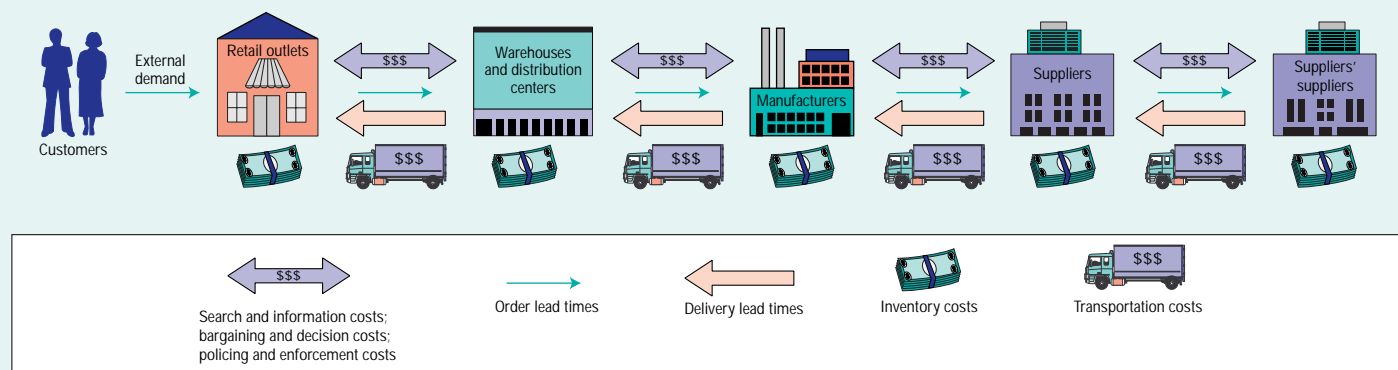 External
demand
Customers
Retail outlets
$$$
Warehouses
and distribution
centers
$$$
Manufacturers
$$$
Suppliers
$$$
Suppliers'
suppliers
$$$
$$$
$$$
$$$
$$$
Search and information costs;
bargaining and decision costs;
policing and enforcement costs
Order lead times
Delivery lead times
Inventory costs
$$$
Transportation costs